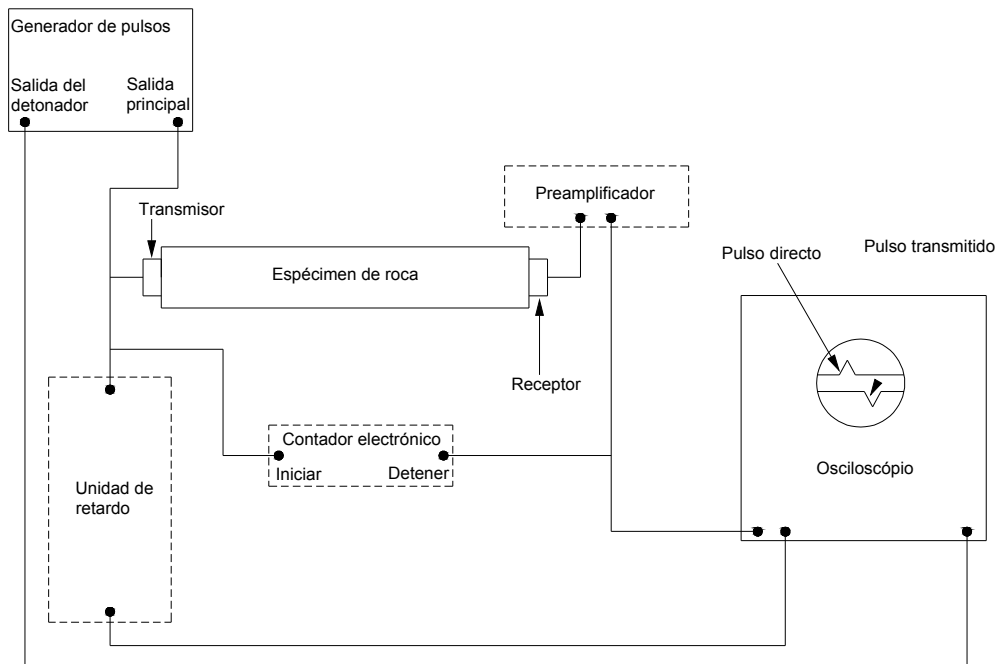 Generador de pulsos
Salida del
detonador
Salida
principal
Transmisor
Preamplificador
Espécimen de roca
Pulso directo
Pulso transmitido
Receptor
Contador electrónico
Iniciar
Detener
Osciloscópio
Unidad de
retardo